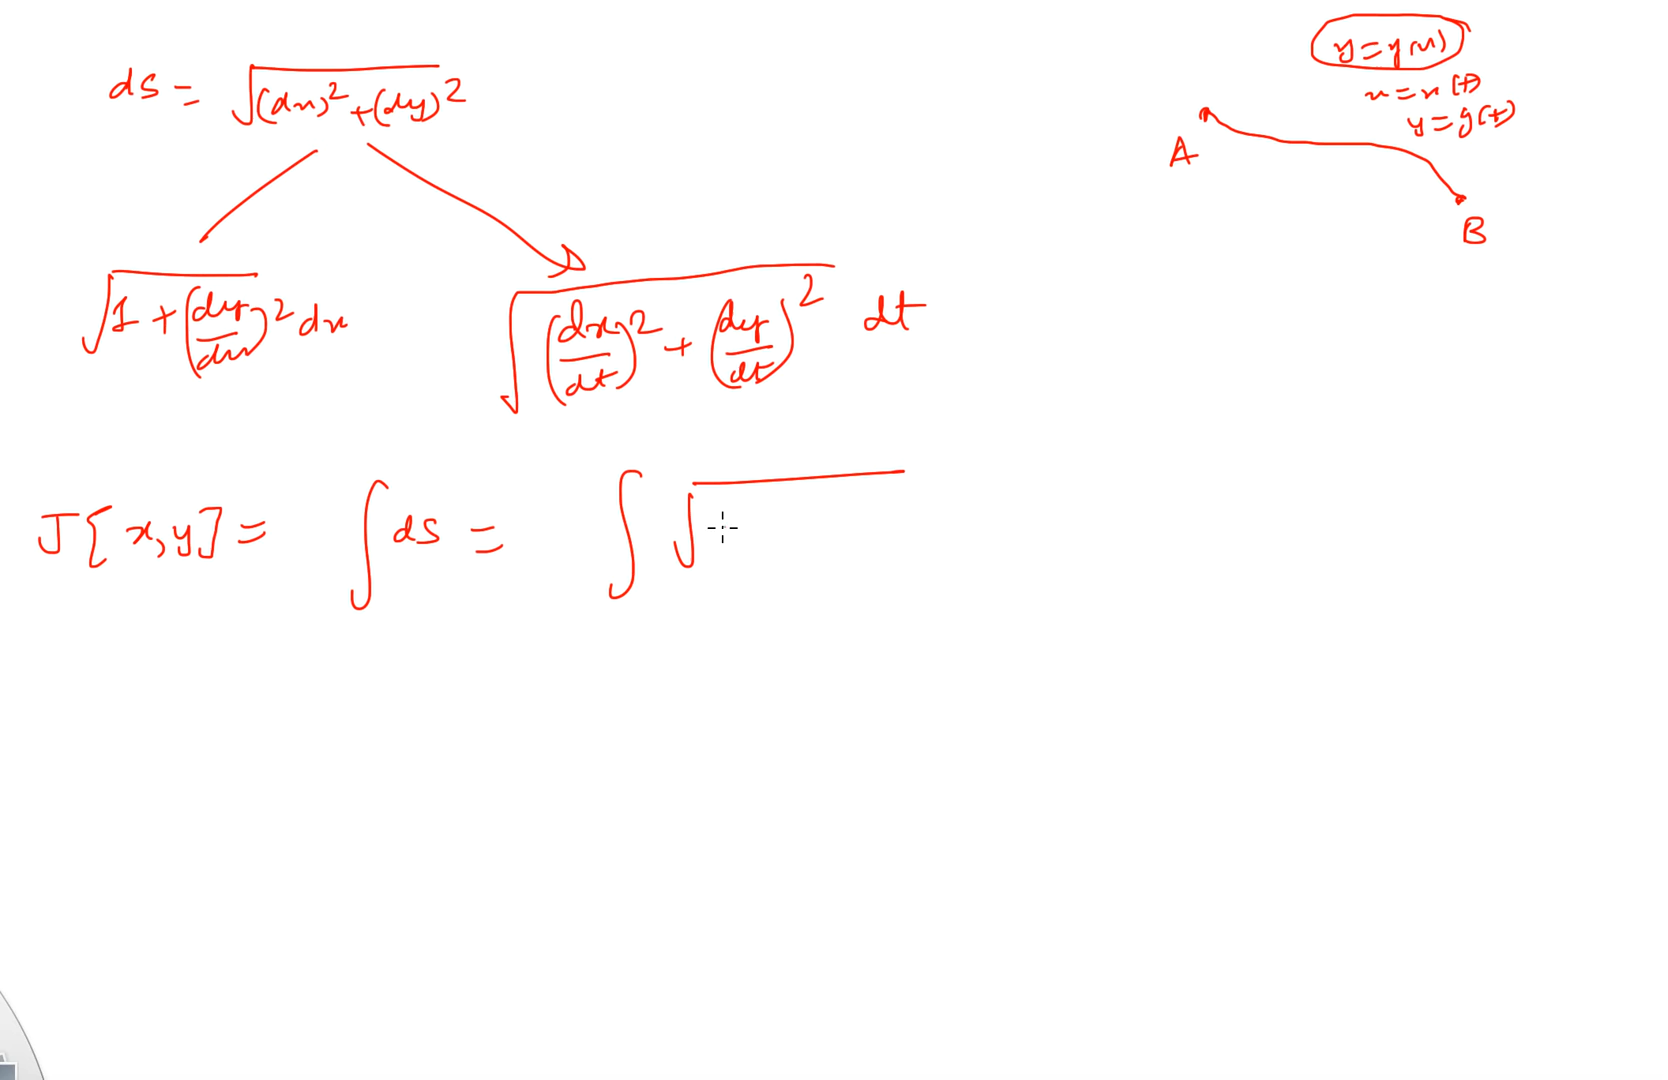 ds = √(dx)² + (dy)²
y = y(x)
x = x(t)
y = y(t)
A
B
√1 + (dy/dx)² dx
√(dx/dt)² + (dy/dt)² dt
J[x,y] = ∫ ds = ∫ √